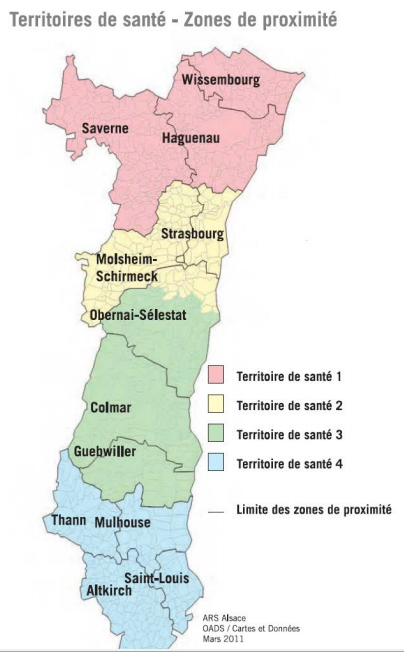 Territoires de santé - Zones de proximité
Wissembourg
Saverne
Haguenau
Strasbourg
Molsheim-
Schirmeck
Obernai-Sélestat
Territoire de santé 1
Territoire de santé 2
Colmar
Territoire de santé 3
Guebwiller
Territoire de santé 4
Limite des zones de proximité
Thann
Mulhouse
Saint-Louis
Altkirch
ARS Alsace
OADS / Cartes et Données
Mars 2011